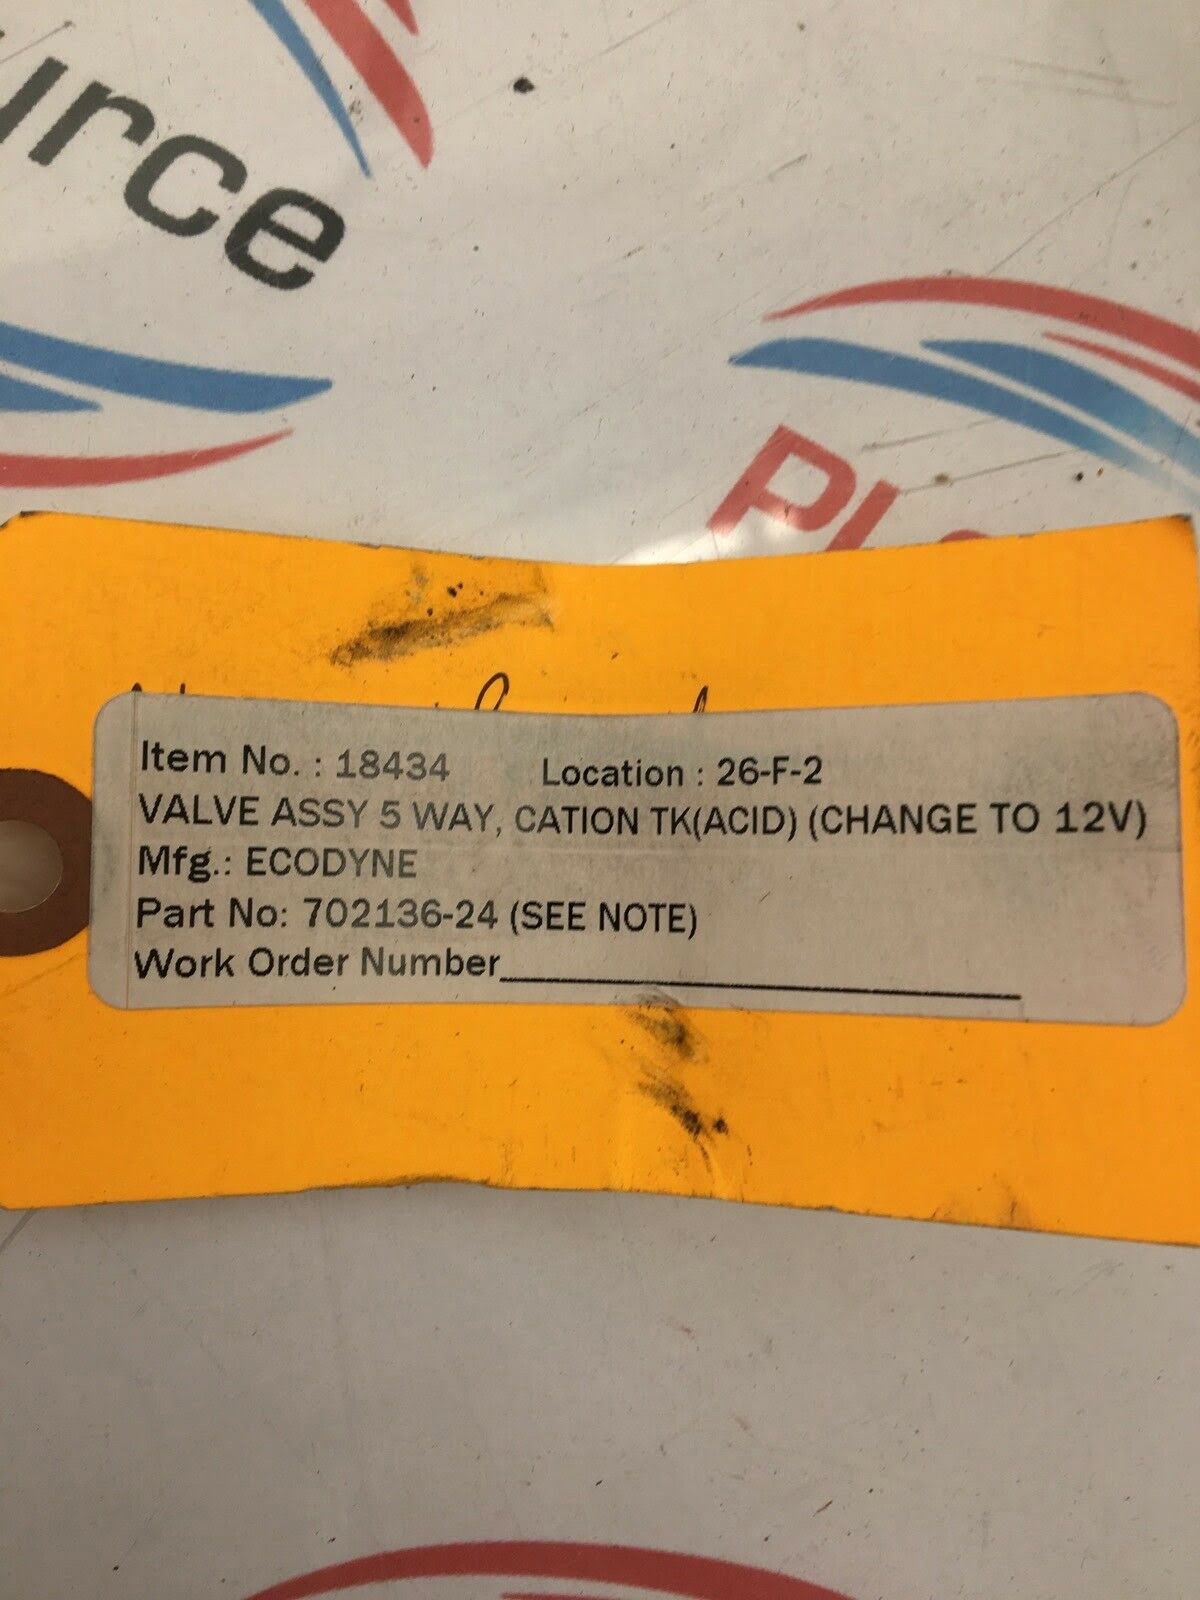 urce
Pl
Item No. : 18434 Location : 26-F-2
VALVE ASSY 5 WAY, CATION TK(ACID) (CHANGE TO 12V)
Mfg.: ECODYNE
Part No: 702136-24 (SEE NOTE)
Work Order Number